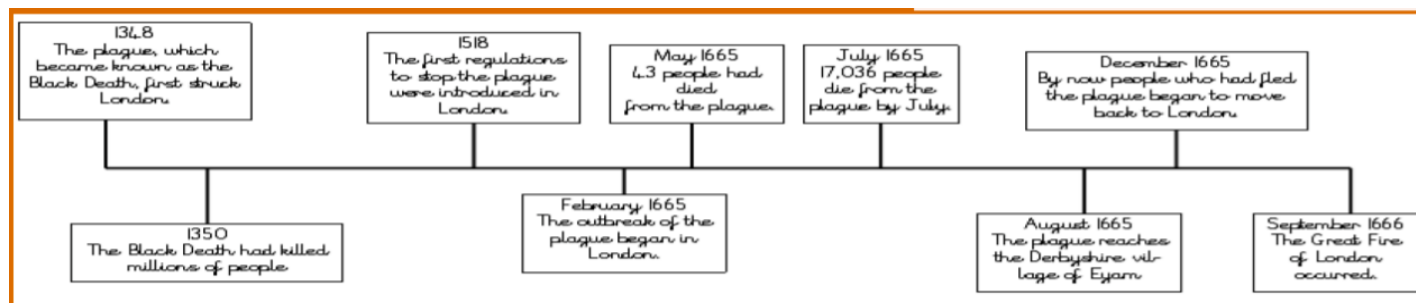 1348
The plague, which
became known as the
Black Death, first struck
London.
1350
The Black Death had killed
millions of people
1518
The first regulations
to stop the plague
were introduced in
London.
February 1665
The outbreak of the
plague began in
London.
May 1665
43 people had
died
from the plague.
July 1665
17,036 people
die from the
plague by July.
August 1665
The plague reaches
the Derbyshire vil-
lage of Eyam
December 1665
By now people who had fled
the plague began to move
back to London.
September 1666
The Great Fire
of London
occurred.